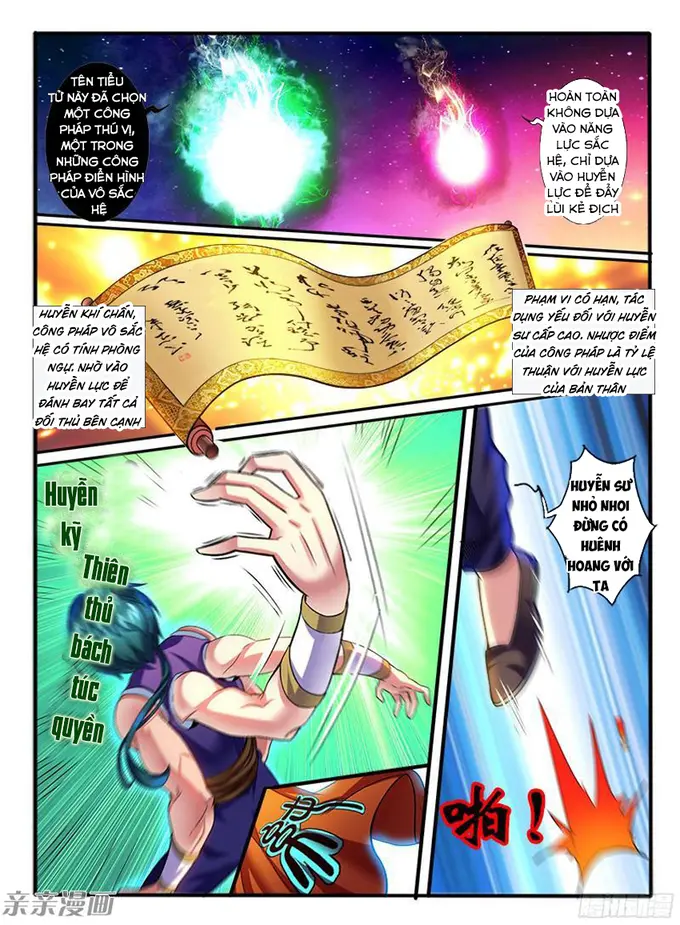 TÊN TIỂU
TỬ NÀY ĐÃ CHỌN
MỘT CÔNG
PHÁP THÚ VỊ,
MỘT TRONG
NHỮNG CÔNG
PHÁP ĐIỂN HÌNH
CỦA VÔ SẮC
HỆ
HOÀN TOÀN
KHÔNG DỰA
VÀO NĂNG
LỰC SẮC
HỆ, CHỈ DỰA
VÀO HUYỄN
LỰC ĐỂ ĐẨY
LÙI KẺ ĐỊCH
HUYỄN KHÍ CHẤN,
CÔNG PHÁP VÔ SẮC
HỆ CÓ TÍNH PHÒNG
NGỰ. NHỜ VÀO
HUYỄN LỰC ĐỂ
ĐÁNH BAY TẤT CẢ
ĐỐI THỦ BÊN CẠNH
PHẠM VI CÓ HẠN, TÁC
DỤNG YẾU ĐỐI VỚI HUYỄN
SƯ CẤP CAO. NHƯỢC ĐIỂM
CỦA CÔNG PHÁP LÀ TỶ LỆ
THUẬN VỚI HUYỄN LỰC
CỦA BẢN THÂN
Huyễn
kỹ
Thiên
thủ
bách
túc
quyền
HUYỄN SƯ
NHỎ NHOI
ĐỪNG CÓ
HUÊNH
HOANG VỚI
TA
啪！
亲亲漫画